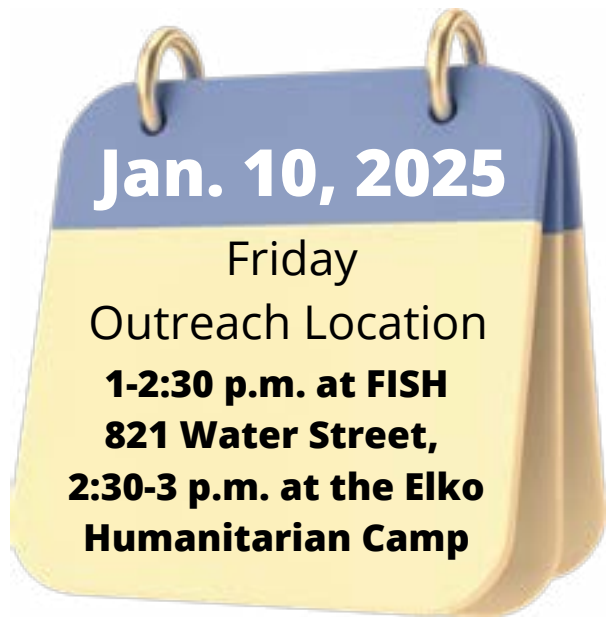 Jan. 10, 2025
Friday
Outreach Location
1-2:30 p.m. at FISH
821 Water Street,
2:30-3 p.m. at the Elko
Humanitarian Camp